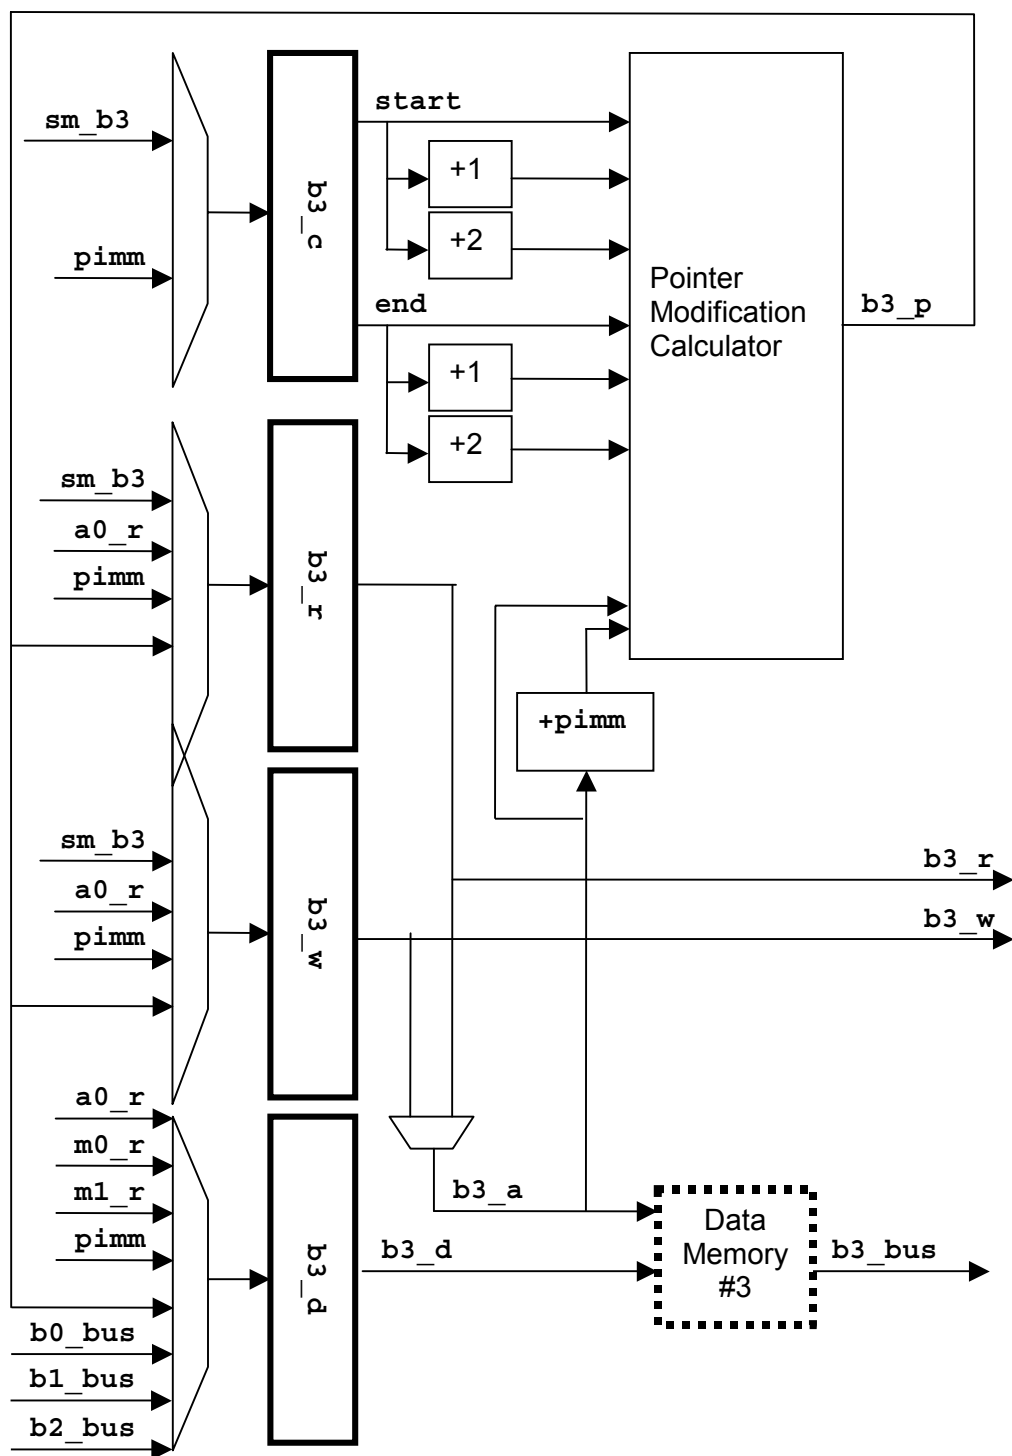 sm_b3
pimm
b3_c
start
+1
+2
end
+1
+2
Pointer
Modification
Calculator
b3_p
sm_b3
a0_r
pimm
b3_r
+pimm
sm_b3
a0_r
pimm
b3_w
b3_r
b3_w
a0_r
m0_r
m1_r
pimm
b0_bus
b1_bus
b2_bus
b3_d
b3_a
b3_d
Data
Memory
#3
b3_bus